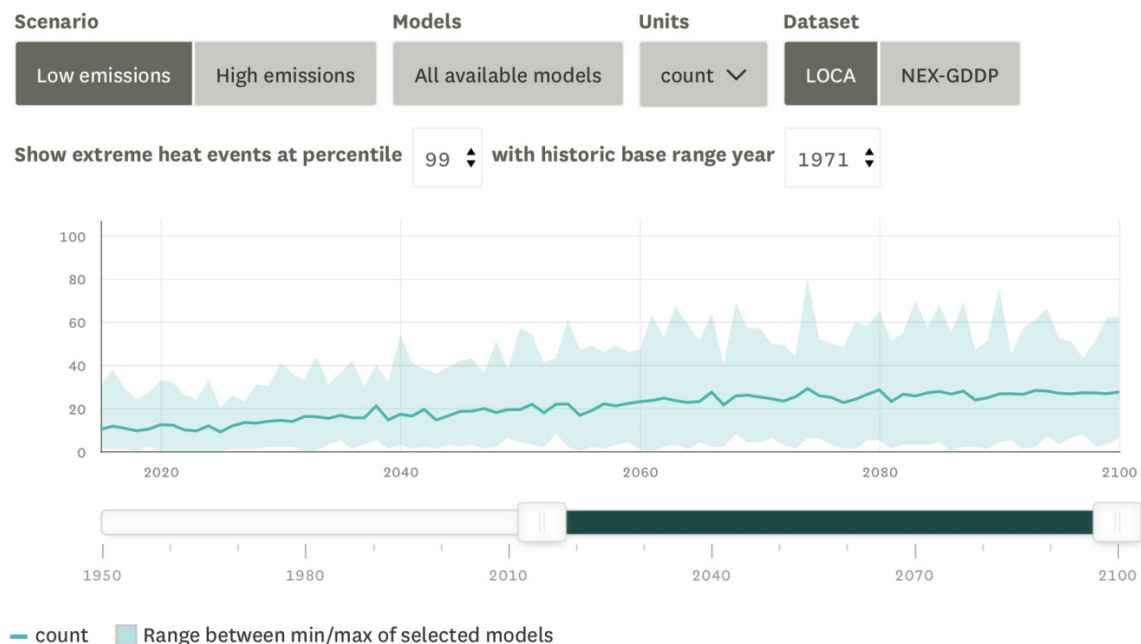 Scenario Models Units Dataset
Low emissions High emissions All available models count LOCA NEX-GDDP
Show extreme heat events at percentile 99 with historic base range year 1971
100
80
60
40
20
0
2020 2040 2060 2080 2100
1950 1980 2010 2040 2070 2100
count Range between min/max of selected models